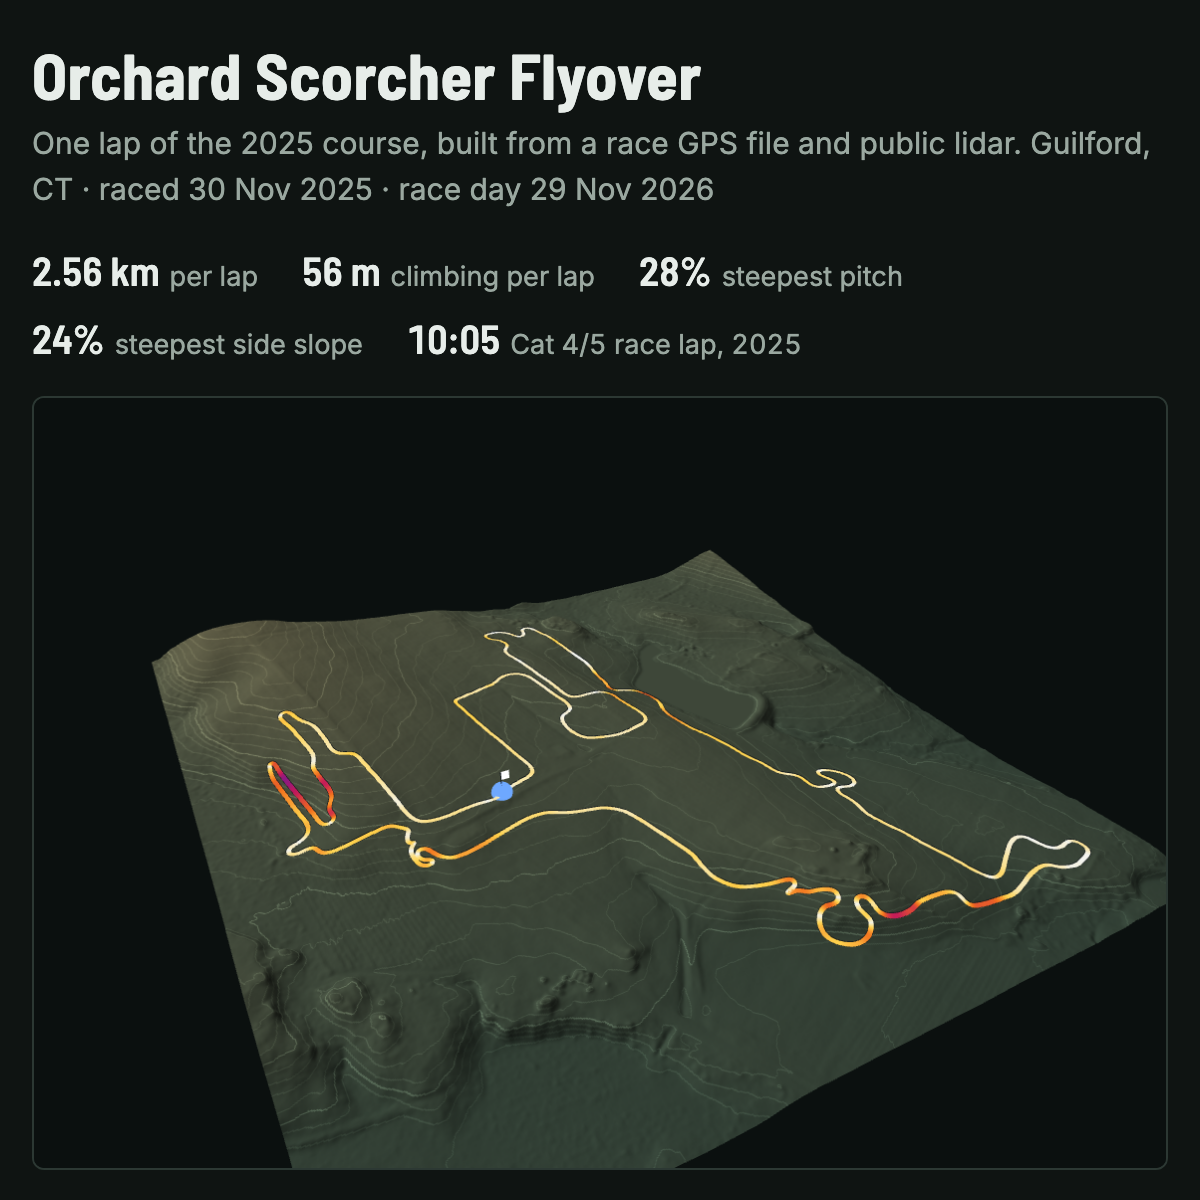 Orchard Scorcher Flyover
One lap of the 2025 course, built from a race GPS file and public lidar. Guilford,
CT · raced 30 Nov 2025 · race day 29 Nov 2026
2.56 km per lap 56 m climbing per lap 28% steepest pitch
24% steepest side slope 10:05 Cat 4/5 race lap, 2025